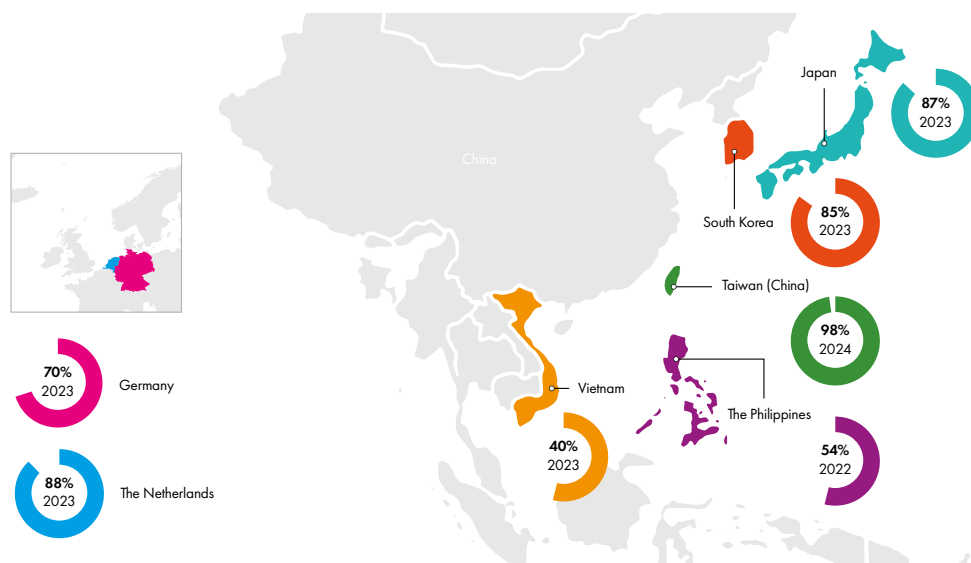 Japan
87%
2023
China
South Korea
85%
2023
Taiwan (China)
98%
2024
70%
2023
Germany
Vietnam
The Philippines
40%
2023
54%
2022
88%
2023
The Netherlands